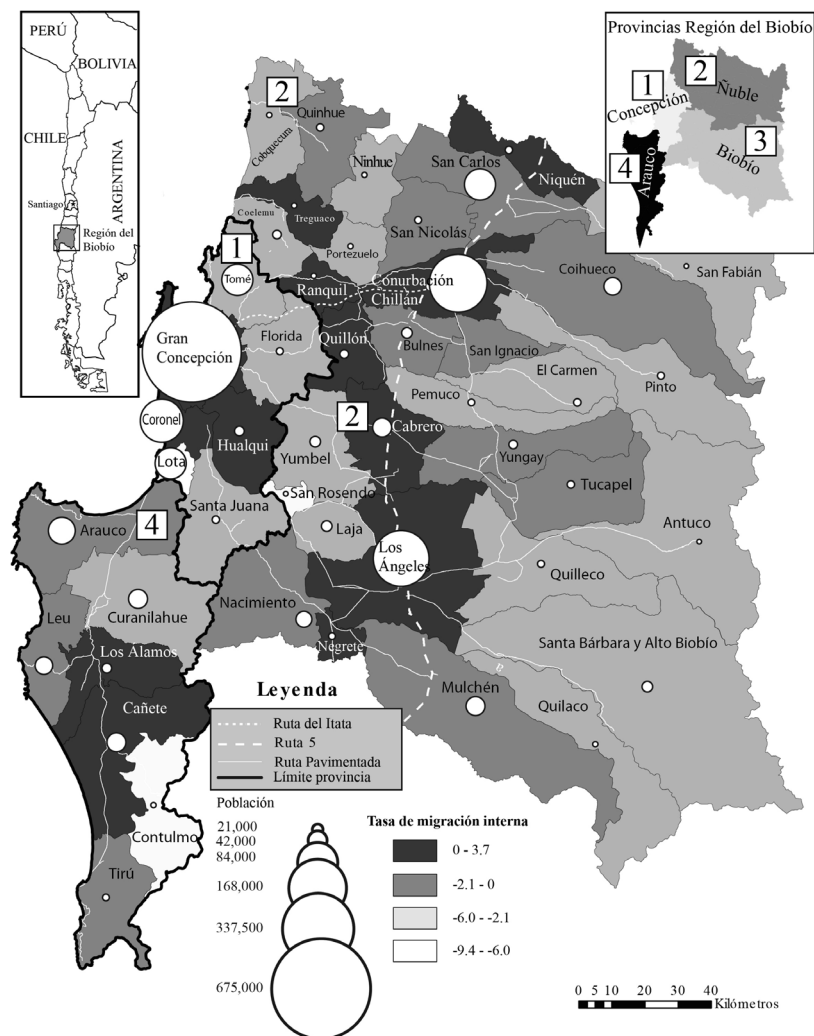 PERÚ
BOLIVIA
CHILE
ARGENTINA
Santiago
Región del
Bíobío
Provincias Región del Biobío
1
2
Concepción
Ñuble
3
4
Biobío
Arauco
2
Quinhue
Cobquecura
Ninhue
San Carlos
Niquén
Coelemu
Treguaco
San Nicolás
1
Portezuelo
Coihueco
San Fabián
Tomé
Ranquil
Conurbación
Chillán
Gran
Concepción
Florida
Quillón
Bulnes
San Ignacio
El Carmen
Pinto
Pemuco
Coronel
Hualqui
2
Cabrero
Lota
Yumbel
Yungay
Tucapel
San Rosendo
Santa Juana
Arauco
4
Laja
Los
Ángeles
Antuco
Quilleco
Leu
Curanilahue
Nacimiento
Negrete
Santa Bárbara y Alto Biobío
Los Alamos
Mulchén
Quilaco
Cañete
Contulmo
Tirú
Leyenda
Ruta del Itata
Ruta 5
Ruta Pavimentada
Límite provincia
Población
21,000
42,000
84,000
168,000
337,500
675,000
Tasa de migración interna
0 - 3.7
-2.1 - 0
-6.0 - -2.1
-9.4 - -6.0
0 5 10 20 30 40
Kilómetros